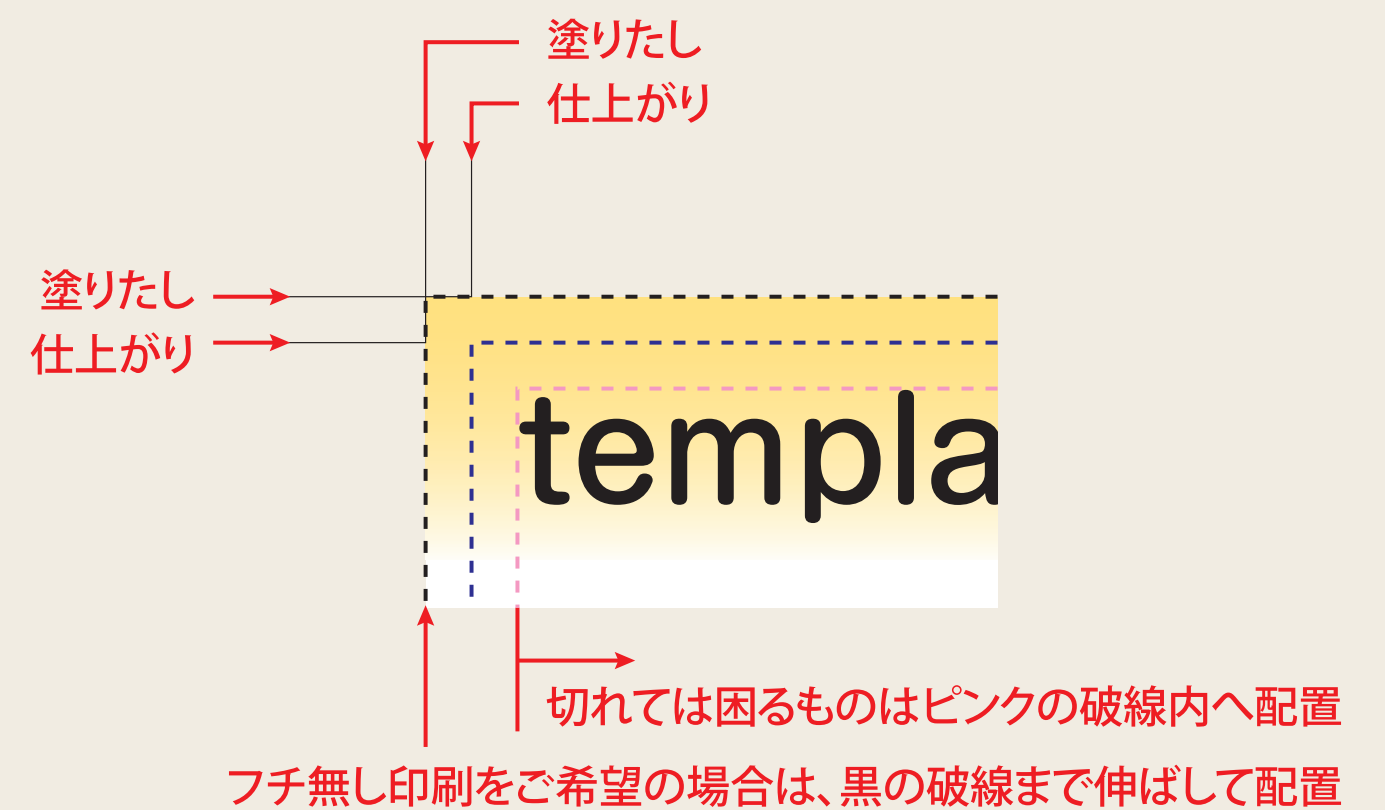 塗りたし
仕上がり
塗りたし
仕上がり
templa
切れては困るものはピンクの破線内へ配置
フチ無し印刷をご希望の場合は、黒の破線まで伸ばして配置